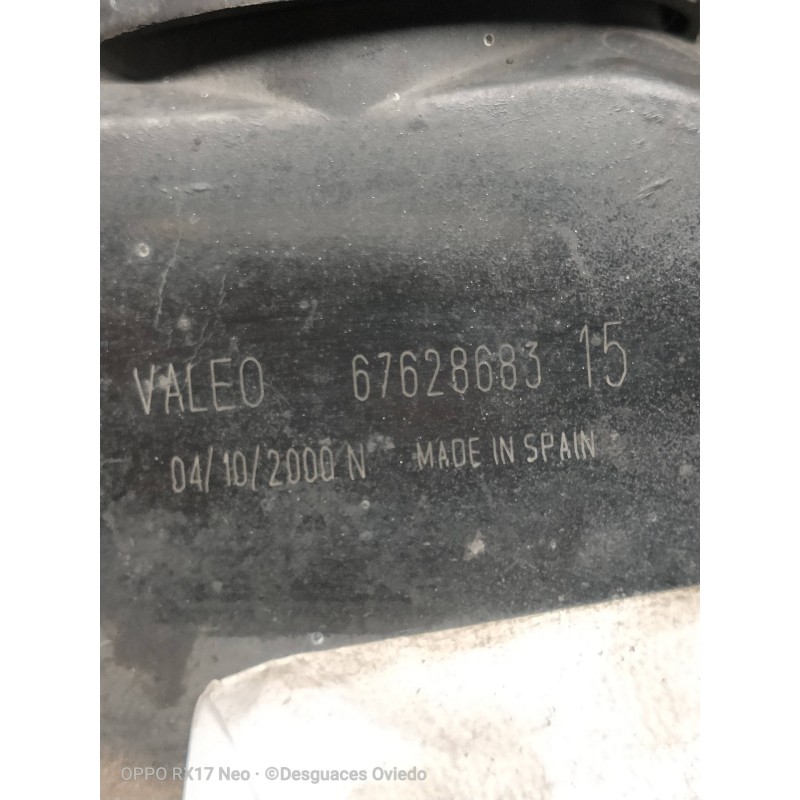 VALEO 67628683 15
04/10/2000 N MADE IN SPAIN
OPPO RX17 Neo · ©Desguaces Oviedo